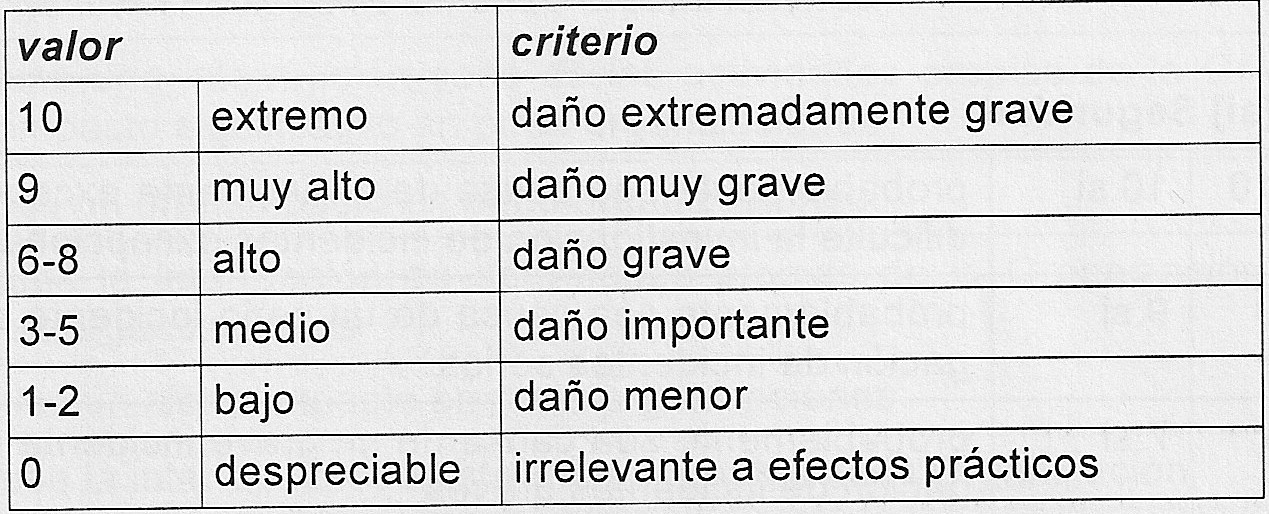 valor criterio
10 extremo daño extremadamente grave
9 muy alto daño muy grave
6-8 alto daño grave
3-5 medio daño importante
1-2 bajo daño menor
0 despreciable irrelevante a efectos prácticos